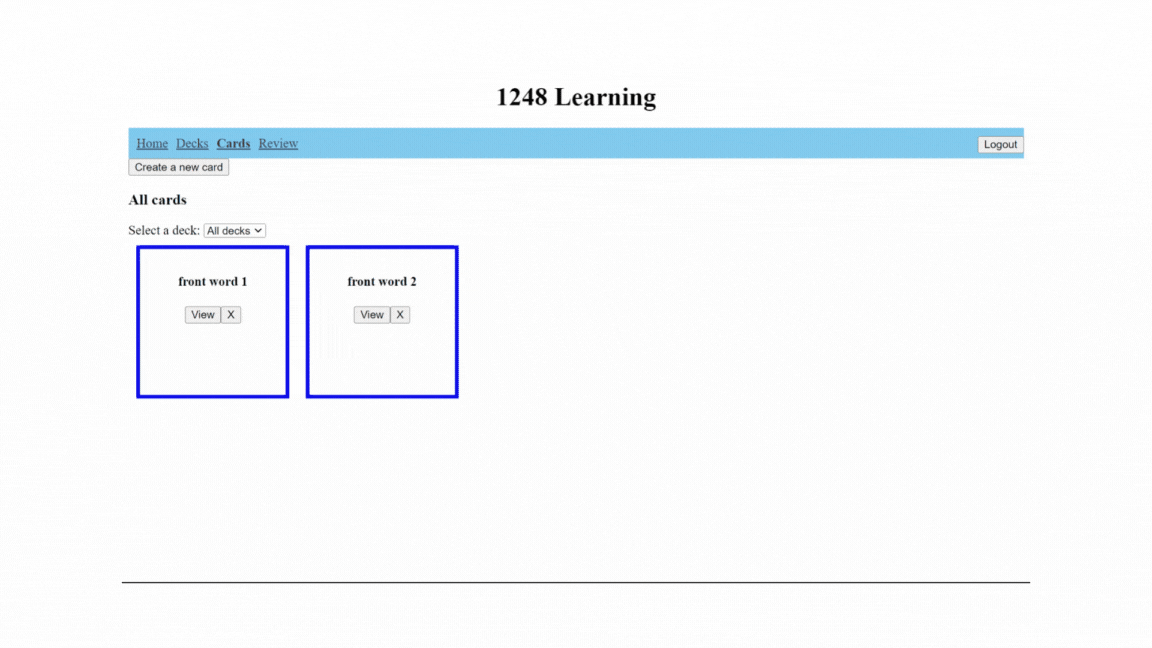 1248 Learning
Home Decks Cards Review Logout
Create a new card
All cards
Select a deck: All decks
front word 1 front word 2
View X View X